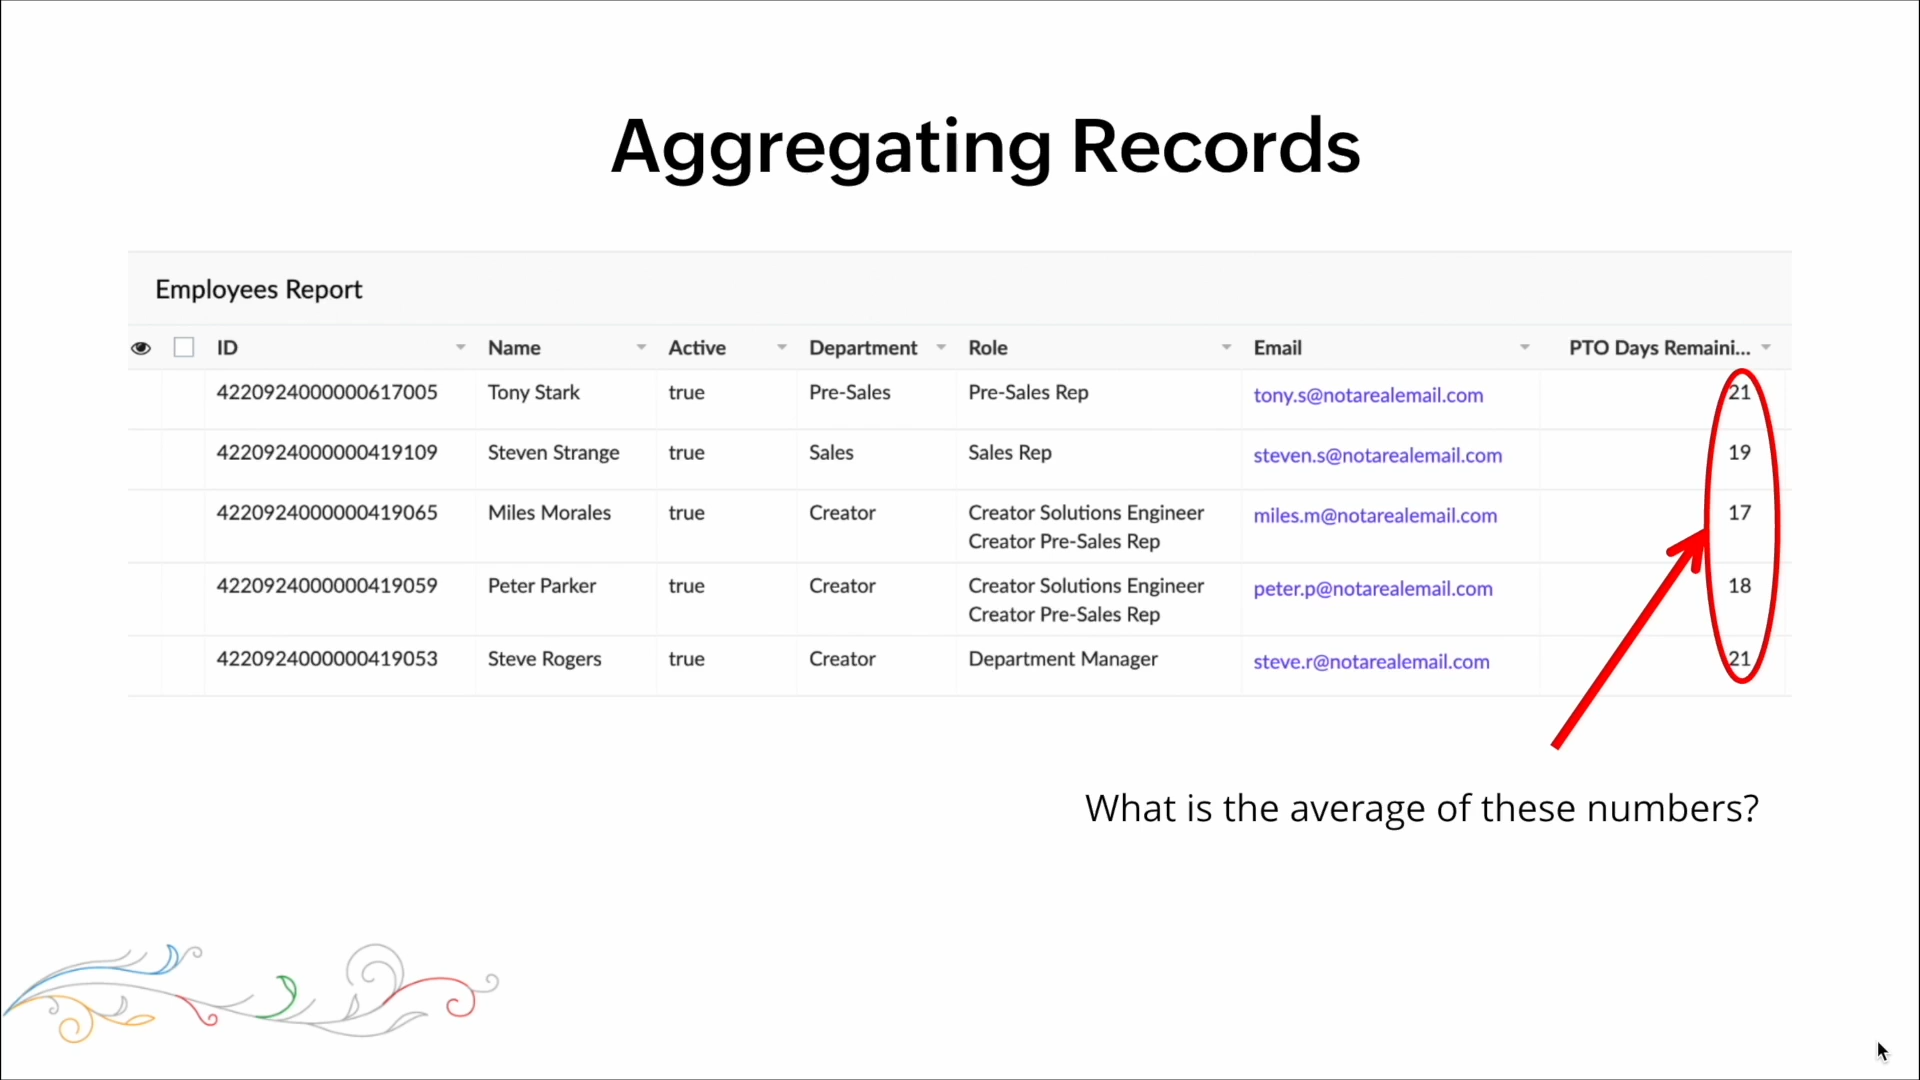 Aggregating Records
Employees Report
ID Name Active Department Role Email PTO Days Remaini...
4220924000000617005 Tony Stark true Pre-Sales Pre-Sales Rep tony.s@notarealemail.com 21
4220924000000419109 Steven Strange true Sales Sales Rep steven.s@notarealemail.com 19
4220924000000419065 Miles Morales true Creator Creator Solutions Engineer miles.m@notarealemail.com 17
Creator Pre-Sales Rep
4220924000000419059 Peter Parker true Creator Creator Solutions Engineer peter.p@notarealemail.com 18
Creator Pre-Sales Rep
4220924000000419053 Steve Rogers true Creator Department Manager steve.r@notarealemail.com 21
What is the average of these numbers?